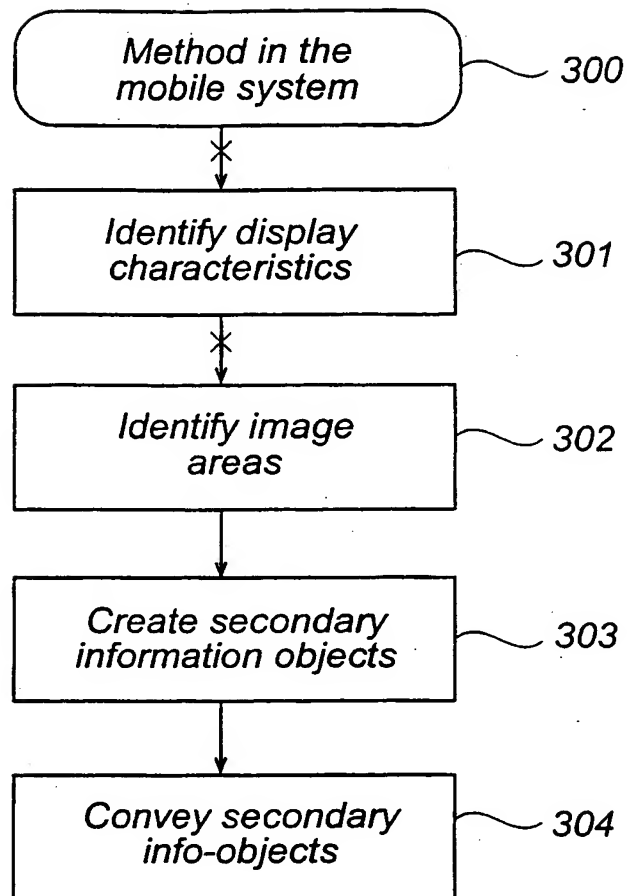 Method in the
mobile system
300
Identify display
characteristics
301
Identify image
areas
302
Create secondary
information objects
303
Convey secondary
info-objects
304